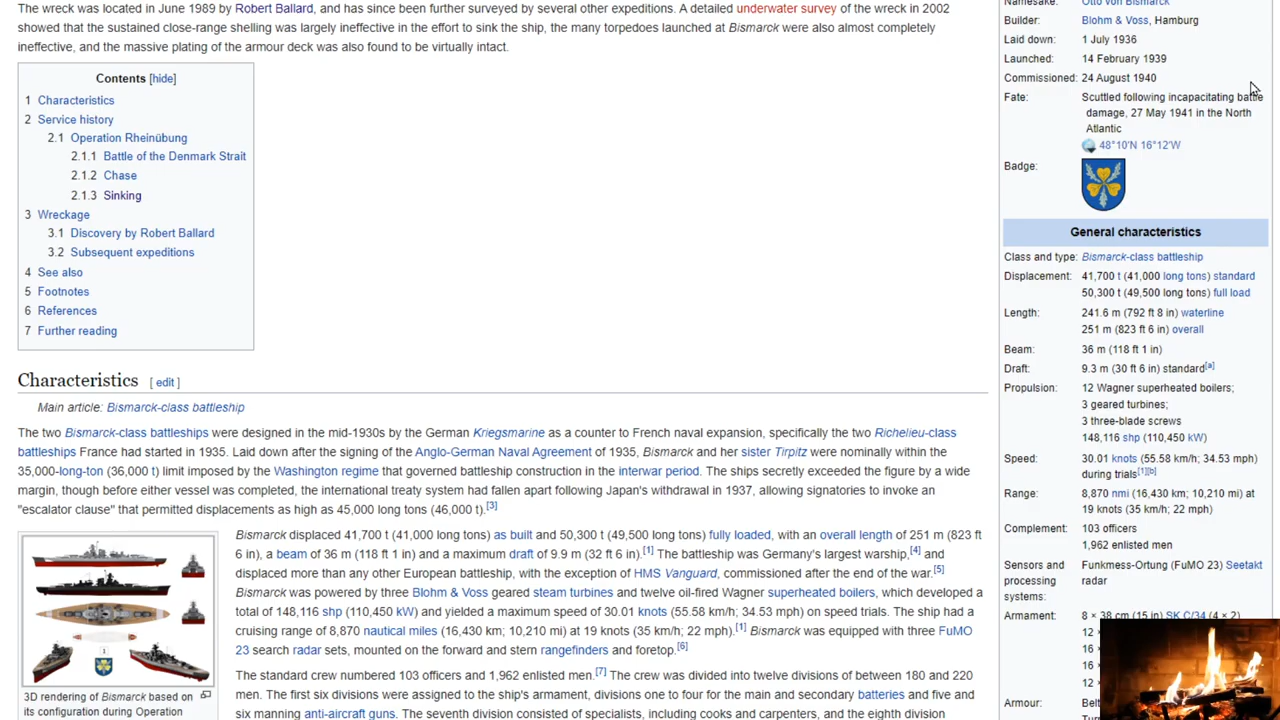 The wreck was located in June 1989 by Robert Ballard, and has since been further surveyed by several other expeditions. A detailed underwater survey of the wreck in 2002
showed that the sustained close-range shelling was largely ineffective in the effort to sink the ship, the many torpedoes launched at Bismarck were also almost completely
ineffective, and the massive plating of the armour deck was also found to be virtually intact.
Contents [hide]
1 Characteristics
2 Service history
2.1 Operation Rheinübung
2.1.1 Battle of the Denmark Strait
2.1.2 Chase
2.1.3 Sinking
3 Wreckage
3.1 Discovery by Robert Ballard
3.2 Subsequent expeditions
4 See also
5 Footnotes
6 References
7 Further reading
Characteristics [ edit ]
Main article: Bismarck-class battleship
The two Bismarck-class battleships were designed in the mid-1930s by the German Kriegsmarine as a counter to French naval expansion, specifically the two Richelieu-class
battleships France had started in 1935. Laid down after the signing of the Anglo-German Naval Agreement of 1935, Bismarck and her sister Tirpitz were nominally within the
35,000-long-ton (36,000 t) limit imposed by the Washington regime that governed battleship construction in the interwar period. The ships secretly exceeded the figure by a wide
margin, though before either vessel was completed, the international treaty system had fallen apart following Japan's withdrawal in 1937, allowing signatories to invoke an
"escalator clause" that permitted displacements as high as 45,000 long tons (46,000 t).[3]
Bismarck displaced 41,700 t (41,000 long tons) as built and 50,300 t (49,500 long tons) fully loaded, with an overall length of 251 m (823 ft
6 in), a beam of 36 m (118 ft 1 in) and a maximum draft of 9.9 m (32 ft 6 in).[1] The battleship was Germany's largest warship,[4] and
displaced more than any other European battleship, with the exception of HMS Vanguard, commissioned after the end of the war.[5]
Bismarck was powered by three Blohm & Voss geared steam turbines and twelve oil-fired Wagner superheated boilers, which developed a
total of 148,116 shp (110,450 kW) and yielded a maximum speed of 30.01 knots (55.58 km/h; 34.53 mph) on speed trials. The ship had a
cruising range of 8,870 nautical miles (16,430 km; 10,210 mi) at 19 knots (35 km/h; 22 mph).[1] Bismarck was equipped with three FuMO
23 search radar sets, mounted on the forward and stern rangefinders and foretop.[6]
The standard crew numbered 103 officers and 1,962 enlisted men.[7] The crew was divided into twelve divisions of between 180 and 220
men. The first six divisions were assigned to the ship's armament, divisions one to four for the main and secondary batteries and five and
six manning anti-aircraft guns. The seventh division consisted of specialists, including cooks and carpenters, and the eighth division
3D rendering of Bismarck based on
its configuration during Operation
Namesake: Otto von Bismarck
Builder: Blohm & Voss, Hamburg
Laid down: 1 July 1936
Launched: 14 February 1939
Commissioned: 24 August 1940
Fate: Scuttled following incapacitating battle
damage, 27 May 1941 in the North
Atlantic
48°10′N 16°12′W
Badge:
General characteristics
Class and type: Bismarck-class battleship
Displacement: 41,700 t (41,000 long tons) standard
50,300 t (49,500 long tons) full load
Length: 241.6 m (792 ft 8 in) waterline
251 m (823 ft 6 in) overall
Beam: 36 m (118 ft 1 in)
Draft: 9.3 m (30 ft 6 in) standard[a]
Propulsion: 12 Wagner superheated boilers;
3 geared turbines;
3 three-blade screws
148,116 shp (110,450 kW)
Speed: 30.01 knots (55.58 km/h; 34.53 mph)
during trials[1][b]
Range: 8,870 nmi (16,430 km; 10,210 mi) at
19 knots (35 km/h; 22 mph)
Complement: 103 officers
1,962 enlisted men
Sensors and Funkmess-Ortung (FuMO 23) Seetakt
processing radar
systems:
Armament: 8 × 38 cm (15 in) SK C/34 (4 × 2)
12 ×
16 ×
16 ×
12 ×
Armour: